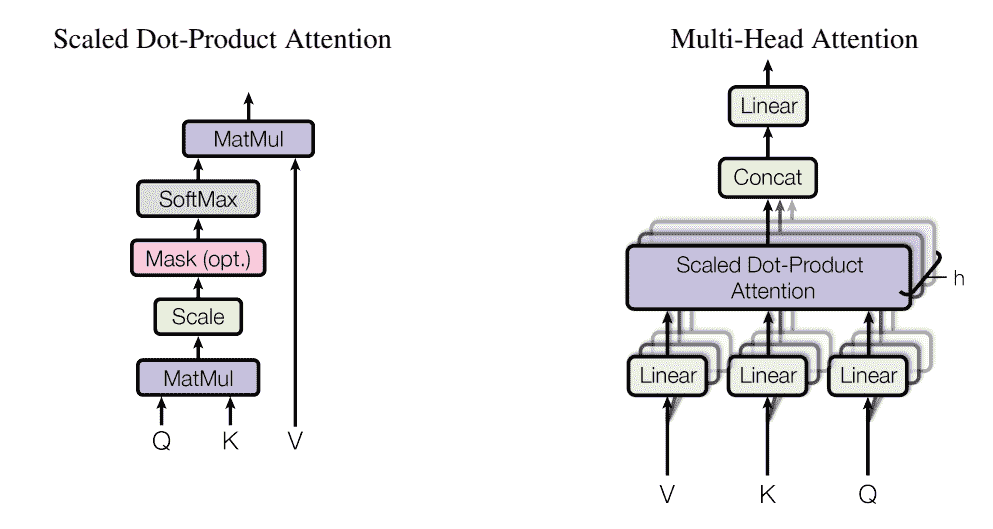 Scaled Dot-Product Attention
MatMul
SoftMax
Mask (opt.)
Scale
MatMul
Q K V
Multi-Head Attention
Linear
Concat
Scaled Dot-Product
Attention
h
Linear Linear Linear
V K Q